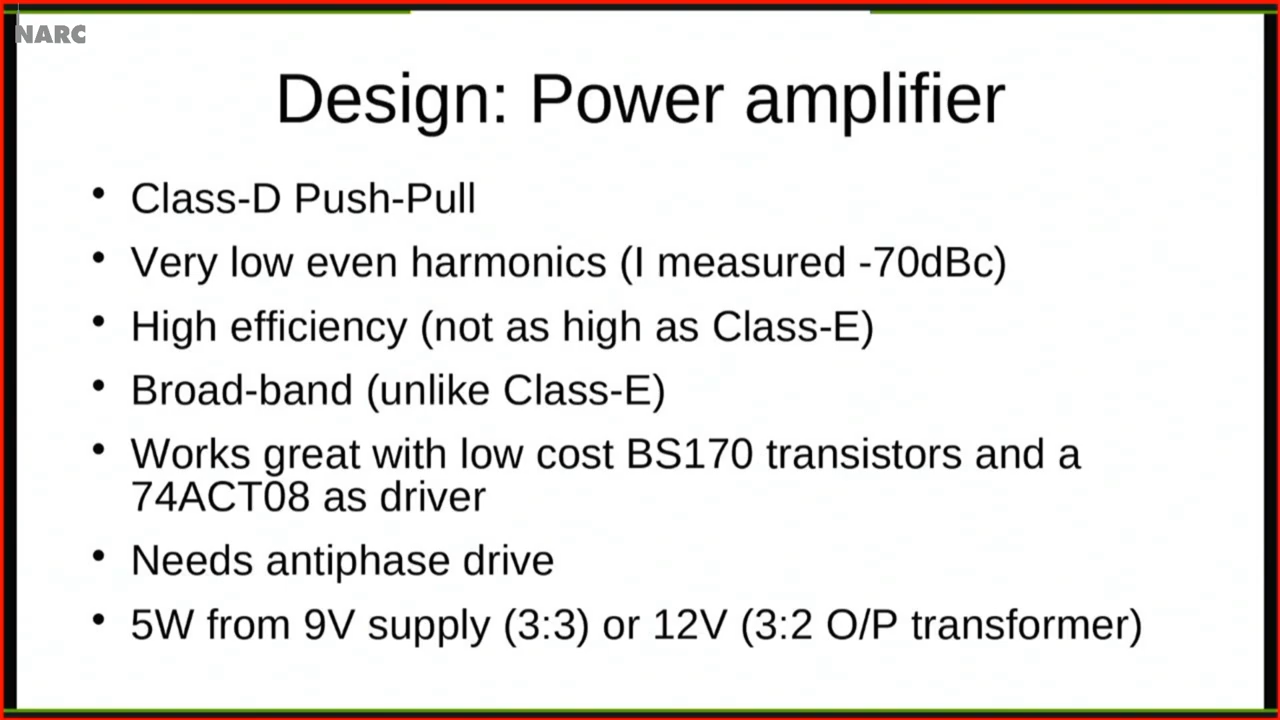 NARC
Design: Power amplifier
• Class-D Push-Pull
• Very low even harmonics (I measured -70dBc)
• High efficiency (not as high as Class-E)
• Broad-band (unlike Class-E)
• Works great with low cost BS170 transistors and a
74ACT08 as driver
• Needs antiphase drive
• 5W from 9V supply (3:3) or 12V (3:2 O/P transformer)